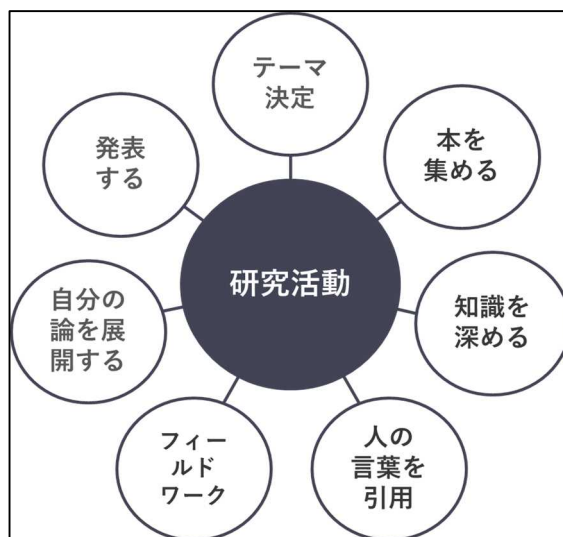 テーマ
決定
本を
集める
知識を
深める
人の
言葉を
引用
フィー
ルド
ワーク
自分の
論を展
開する
発表
する
研究活動